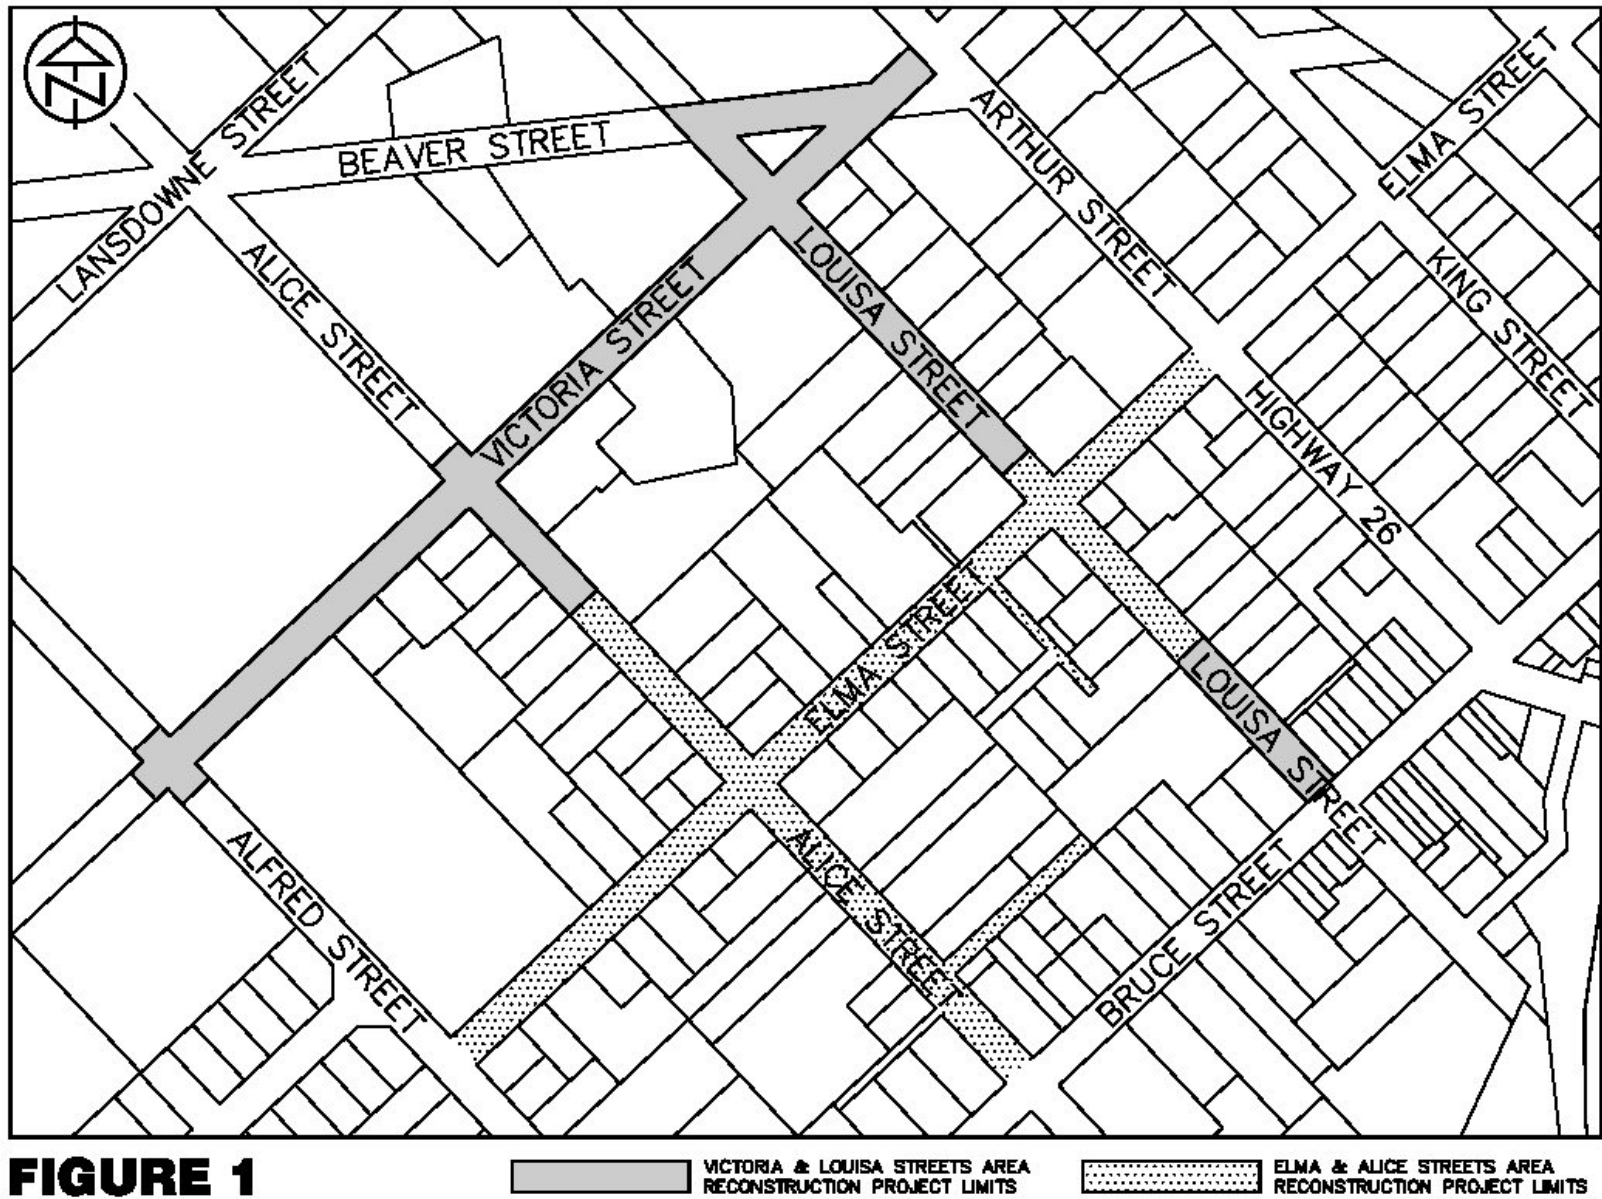 N
LANSDOWNE STREET
BEAVER STREET
ARTHUR STREET
ELMA STREET
ALICE STREET
VICTORIA STREET
LOUISA STREET
KING STREET
HIGHWAY 26
ELMA STREET
LOUISA STREET
ALFRED STREET
ALICE STREET
BRUCE STREET
FIGURE 1
VICTORIA & LOUISA STREETS AREA
RECONSTRUCTION PROJECT LIMITS
ELMA & ALICE STREETS AREA
RECONSTRUCTION PROJECT LIMITS